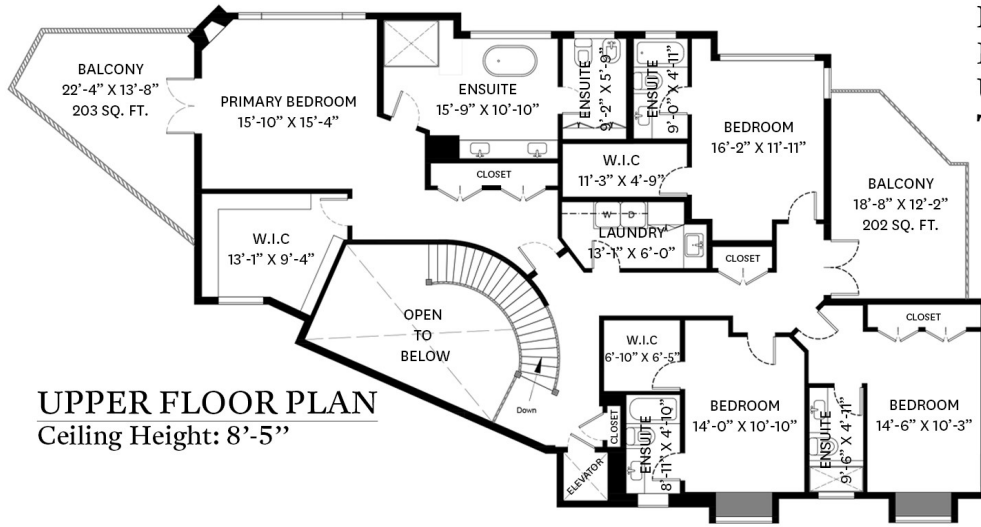 BALCONY
22'-4" X 13'-8"
203 SQ. FT.
PRIMARY BEDROOM
15'-10" X 15'-4"
ENSUITE
15'-9" X 10'-10"
ENSUITE
9'-2" X 5'-9"
ENSUITE
9'-0" X 4'-11"
BEDROOM
16'-2" X 11'-11"
W.I.C
11'-3" X 4'-9"
CLOSET
BALCONY
18'-8" X 12'-2"
202 SQ. FT.
W.I.C
13'-1" X 9'-4"
W D
LAUNDRY
13'-1" X 6'-0"
CLOSET
OPEN
TO
BELOW
Down
W.I.C
6'-10" X 6'-5"
CLOSET
BEDROOM
14'-0" X 10'-10"
BEDROOM
14'-6" X 10'-3"
ENSUITE
8'-11" X 4'-10"
ENSUITE
9'-6" X 4'-11"
CLOSET
ELEVATOR
UPPER FLOOR PLAN
Ceiling Height: 8'-5''